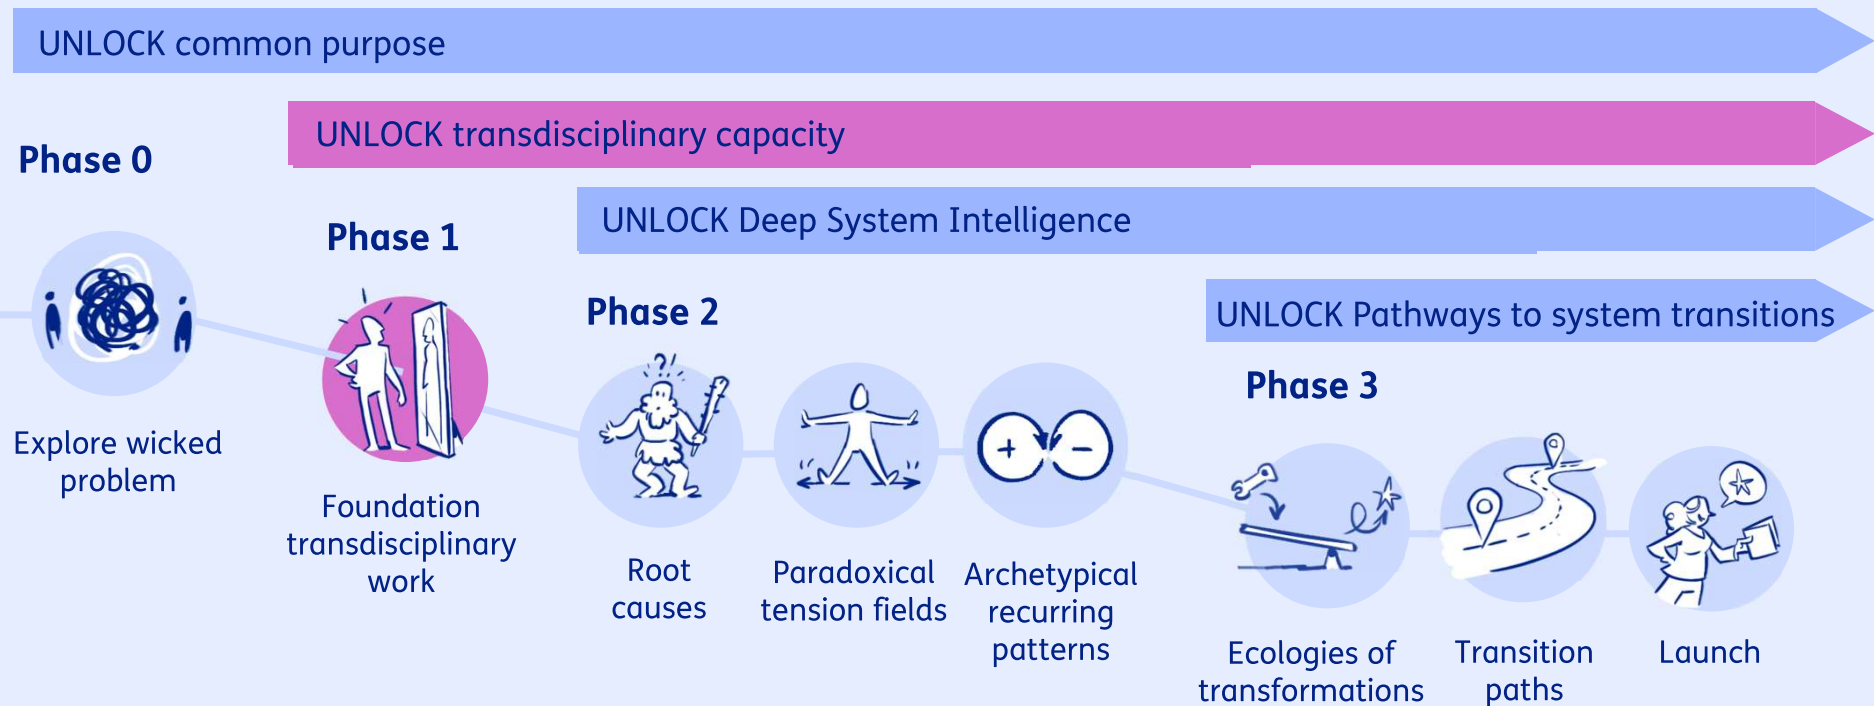 UNLOCK common purpose
UNLOCK transdisciplinary capacity
Phase 0
UNLOCK Deep System Intelligence
Phase 1
UNLOCK Pathways to system transitions
Phase 2
?!
Phase 3
+
−
Explore wicked
problem
Foundation
transdisciplinary
work
Root
causes
Paradoxical
tension fields
Archetypical
recurring
patterns
Ecologies of
transformations
Transition
paths
Launch